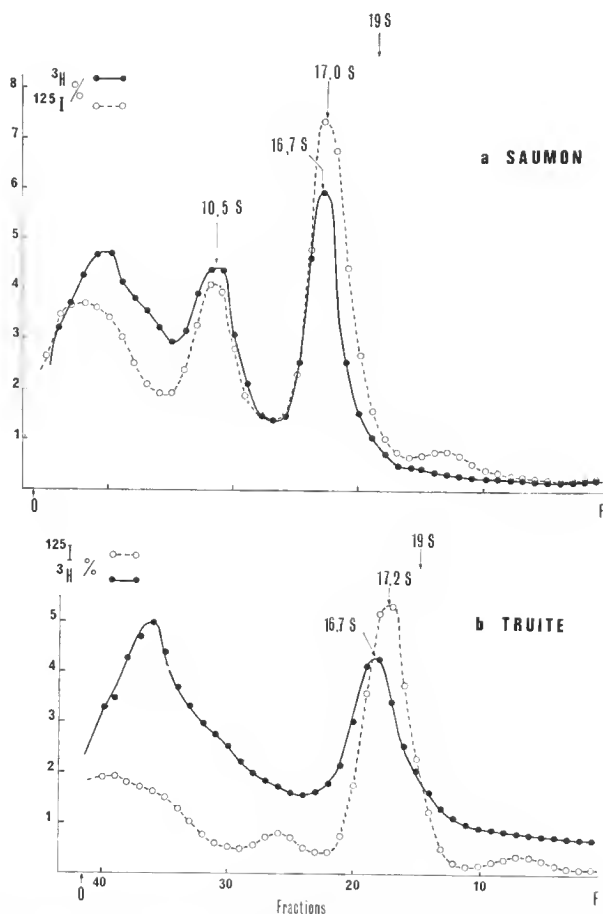 19 S
³H
¹²⁵I
%
17,0 S
16,7 S
a SAUMON
10,5 S
8
7
6
5
4
3
2
1
0
F
¹²⁵I
³H
%
19 S
17,2 S
16,7 S
b TRUITE
5
4
3
2
1
0
40
30
20
10
F
Fractions